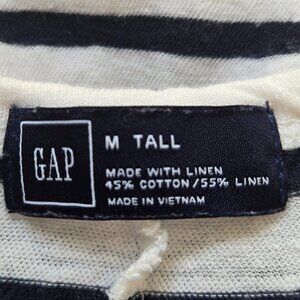 GAP
M TALL
MADE WITH LINEN
45% COTTON/55% LINEN
MADE IN VIETNAM